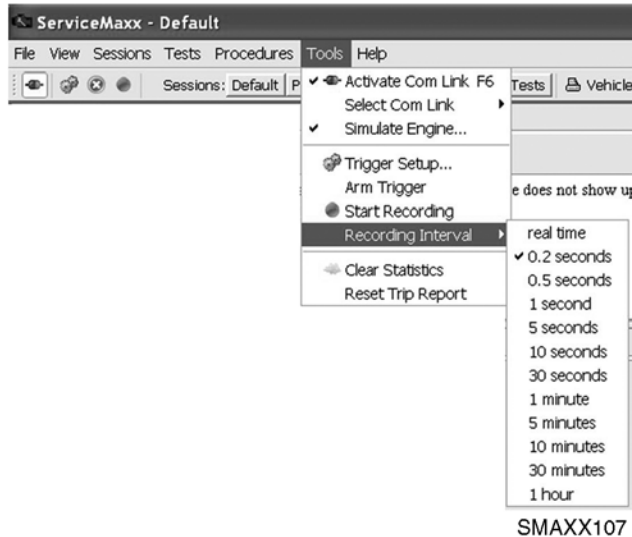 ServiceMaxx - Default
File View Sessions Tests Procedures Tools Help
Sessions: Default P Tests Vehicle
Activate Com Link F6
Select Com Link
Simulate Engine...
Trigger Setup...
Arm Trigger
e does not show up
Start Recording
Recording Interval
Clear Statistics
Reset Trip Report
real time
0.2 seconds
0.5 seconds
1 second
5 seconds
10 seconds
30 seconds
1 minute
5 minutes
10 minutes
30 minutes
1 hour
SMAXX107